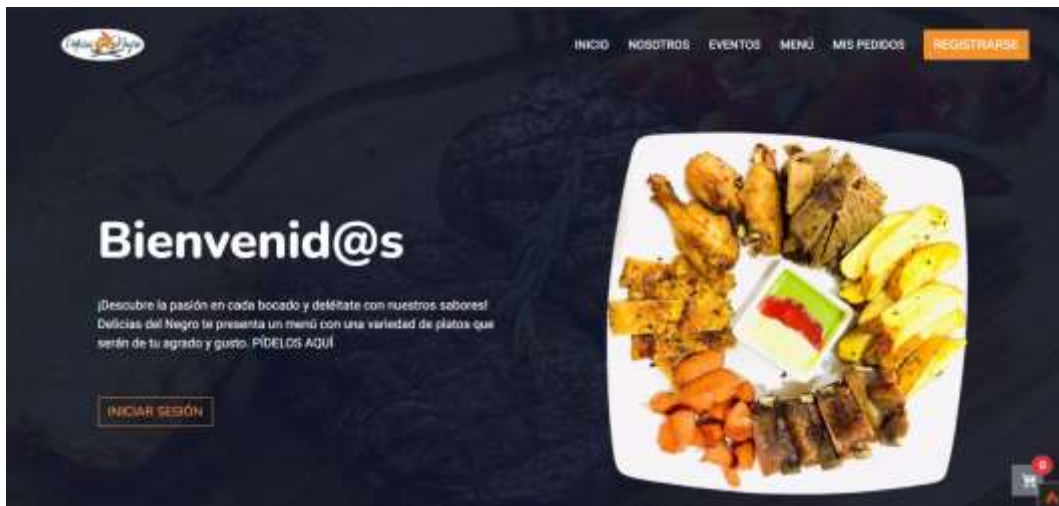 INICIO NOSOTROS EVENTOS MENÚ MIS PEDIDOS REGISTRARSE
Bienvenid@s
¡Descubre la pasión en cada bocado y deléitate con nuestros sabores!
Delicias del Negro te presenta un menú con una variedad de platos que
serán de tu agrado y gusto. PÍDELOS AQUÍ
INICIAR SESIÓN
0